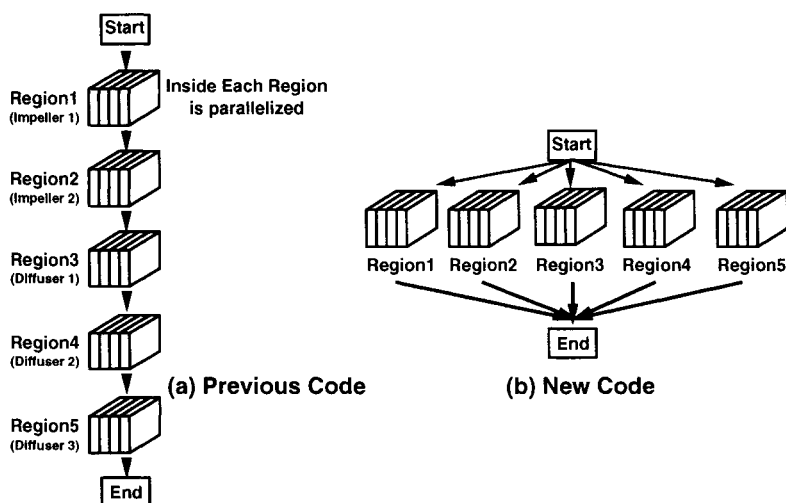 Start
Region1
(Impeller 1)
Inside Each Region
is parallelized
Region2
(Impeller 2)
Region3
(Diffuser 1)
Region4
(Diffuser 2)
(a) Previous Code
Region5
(Diffuser 3)
End
Start
Region1
Region2
Region3
Region4
Region5
End
(b) New Code